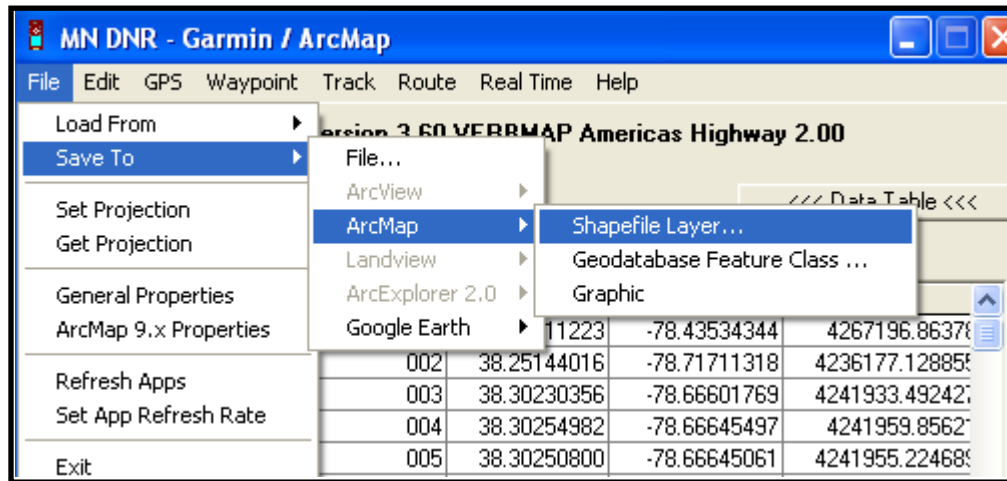 MN DNR - Garmin / ArcMap
File Edit GPS Waypoint Track Route Real Time Help
Load From
Save To
Set Projection
Get Projection
General Properties
ArcMap 9.x Properties
Refresh Apps
Set App Refresh Rate
Exit
File...
ArcView
ArcMap
Landview
ArcExplorer 2.0
Google Earth
Shapefile Layer...
Geodatabase Feature Class ...
Graphic
3.60 VERBMAP Americas Highway 2.00
<<< Data Table <<<
11223 -78.43534344 4267196.86378
002 38.25144016 -78.71711318 4236177.128855
003 38.30230356 -78.66601769 4241933.49242
004 38.30254982 -78.66645497 4241959.8562
005 38.30250800 -78.66645061 4241955.224689